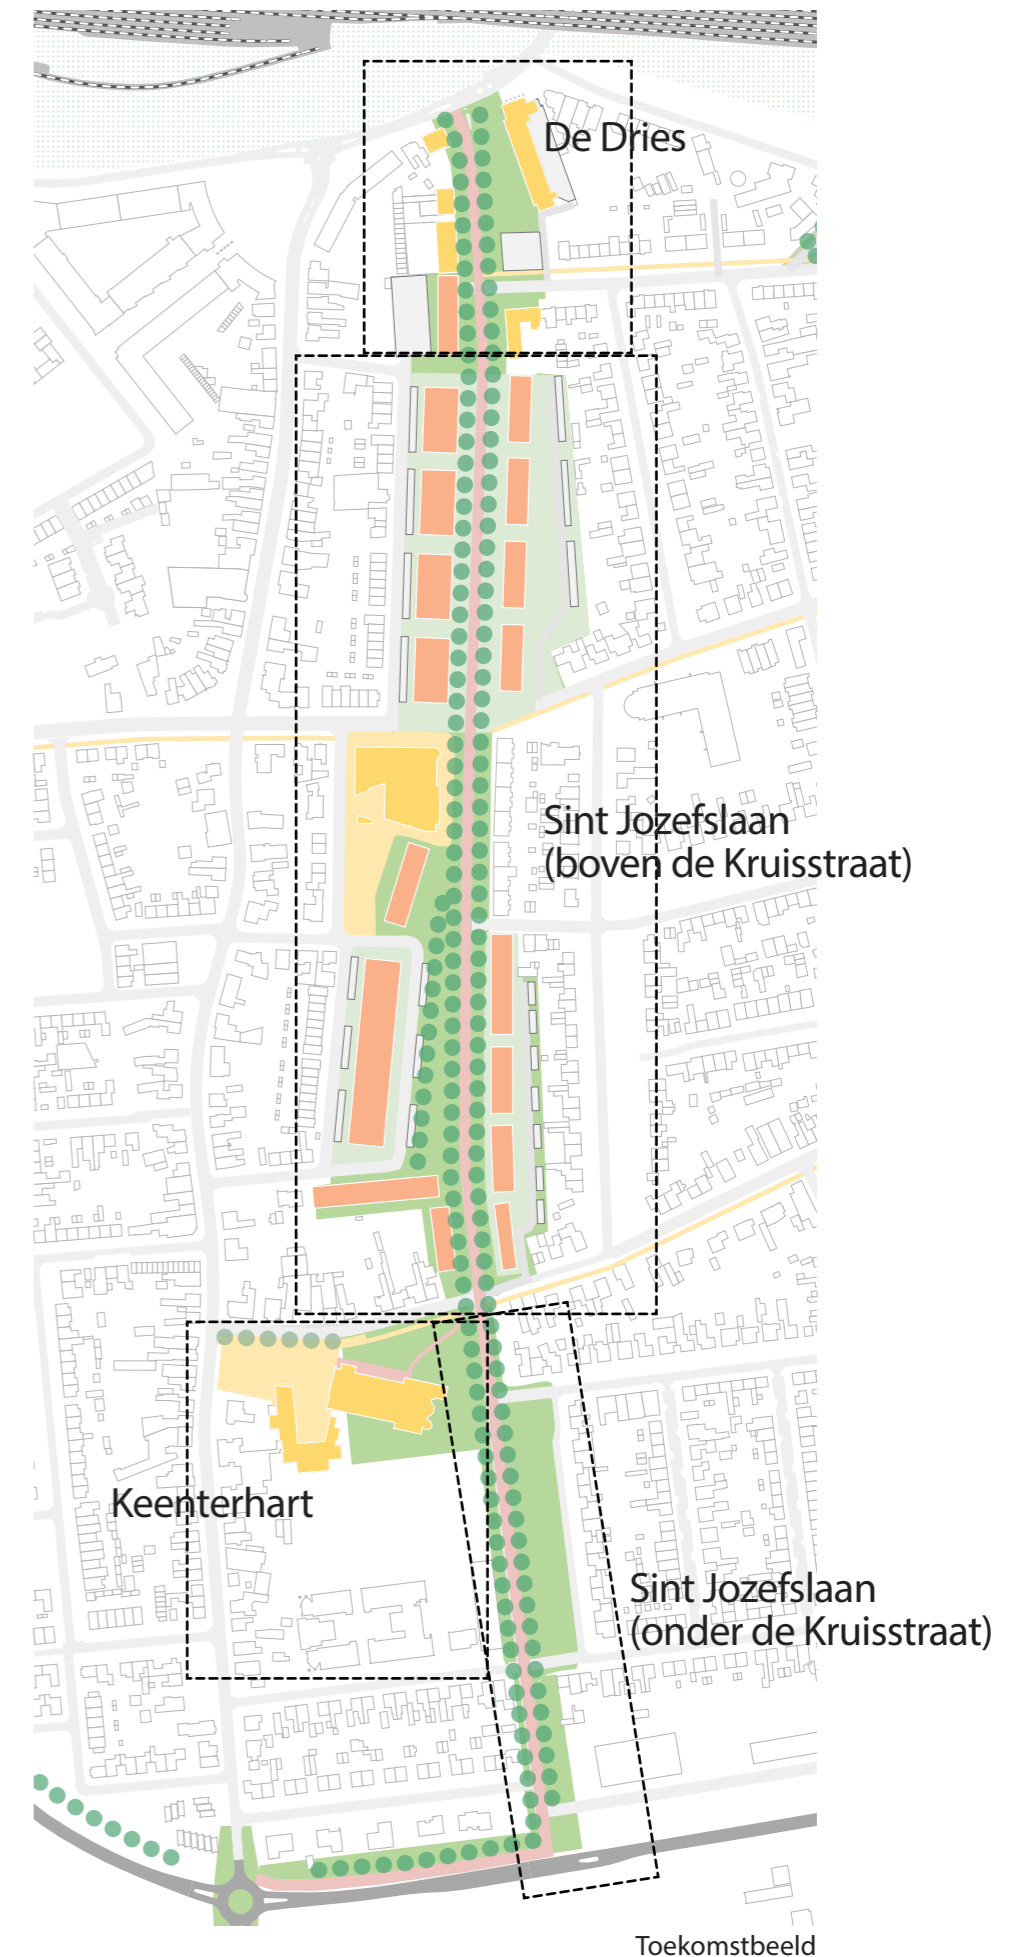 De Dries
Sint Jozefslaan
(boven de Kruisstraat)
Keenterhart
Sint Jozefslaan
(onder de Kruisstraat)
Toekomstbeeld